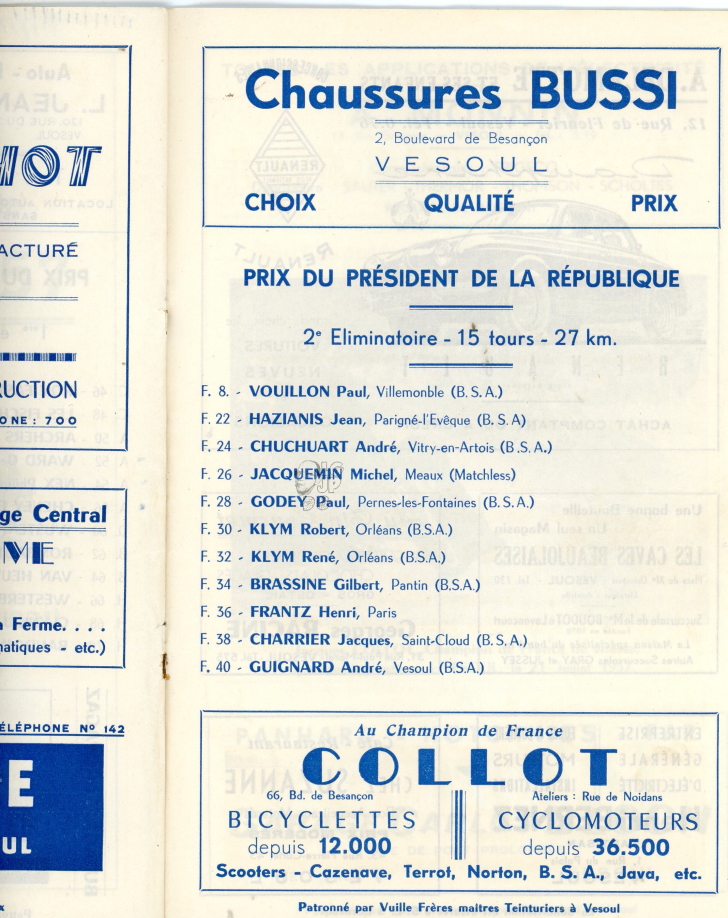 HOT
ACTURÉ
RUCTION
ONE : 700
ge Central
ME
Ferme. . . .
natiques - etc.)
ÉLÉPHONE Nº 142
E
UL
Chaussures BUSSI
2, Boulevard de Besançon
VESOUL
CHOIX QUALITÉ PRIX
PRIX DU PRÉSIDENT DE LA RÉPUBLIQUE
2e Eliminatoire - 15 tours - 27 km.
F. 8. - VOUILLON Paul, Villemonble (B.S.A.)
F. 22 - HAZIANIS Jean, Parigné-l'Evêque (B.S.A)
F. 24 - CHUCHUART André, Vitry-en-Artois (B.S.A.)
F. 26 - JACQUEMIN Michel, Meaux (Matchless)
F. 28 - GODEY Paul, Pernes-les-Fontaines (B.S.A.)
F. 30 - KLYM Robert, Orléans (B.S.A.)
F. 32 - KLYM René, Orléans (B.S.A.)
F. 34 - BRASSINE Gilbert, Pantin (B.S.A.)
F. 36 - FRANTZ Henri, Paris
F. 38 - CHARRIER Jacques, Saint-Cloud (B.S.A.)
F. 40 - GUIGNARD André, Vesoul (B.S.A.)
Au Champion de France
COLLOT
66, Bd. de Besançon Ateliers : Rue de Noidans
BICYCLETTES CYCLOMOTEURS
depuis 12.000 depuis 36.500
Scooters - Cazenave, Terrot, Norton, B. S. A., Java, etc.
Patronné par Vuille Frères maîtres Teinturiers à Vesoul